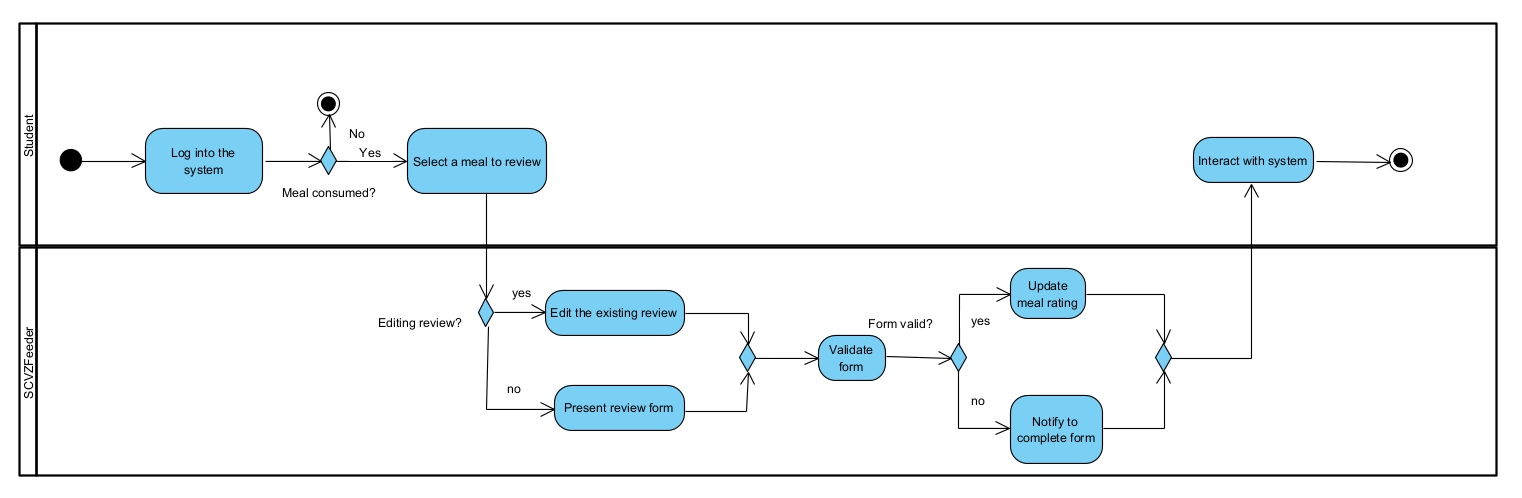 Student
Log into the
system
No
Yes
Meal consumed?
Select a meal to review
Interact with system
SCVZFeeder
Editing review?
yes
Edit the existing review
no
Present review form
Validate
form
Form valid?
yes
Update
meal rating
no
Notify to
complete form